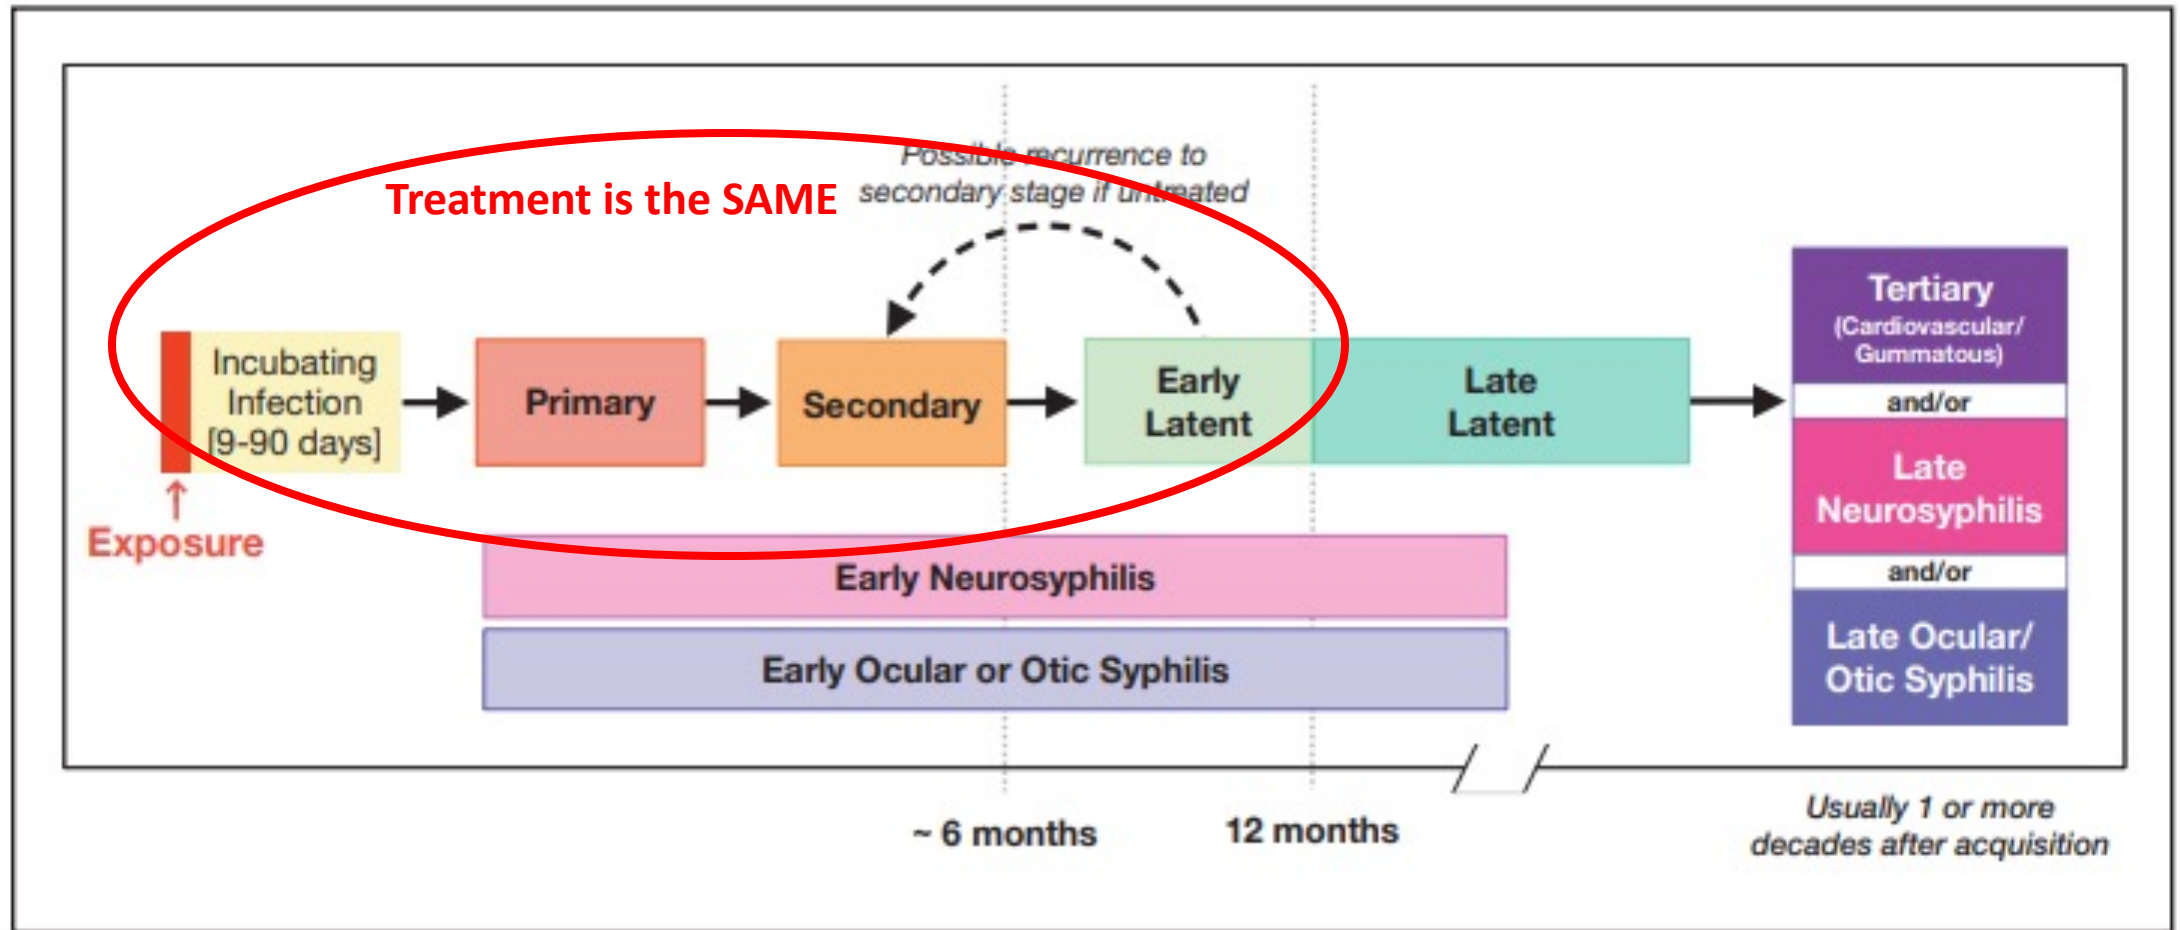 Possible recurrence to
secondary stage if untreated
Treatment is the SAME
Incubating
Infection
[9-90 days]
Primary
Secondary
Early
Latent
Late
Latent
Tertiary
(Cardiovascular/
Gummatous)
and/or
Late
Neurosyphilis
and/or
Late Ocular/
Otic Syphilis
Exposure
Early Neurosyphilis
Early Ocular or Otic Syphilis
~ 6 months
12 months
Usually 1 or more
decades after acquisition